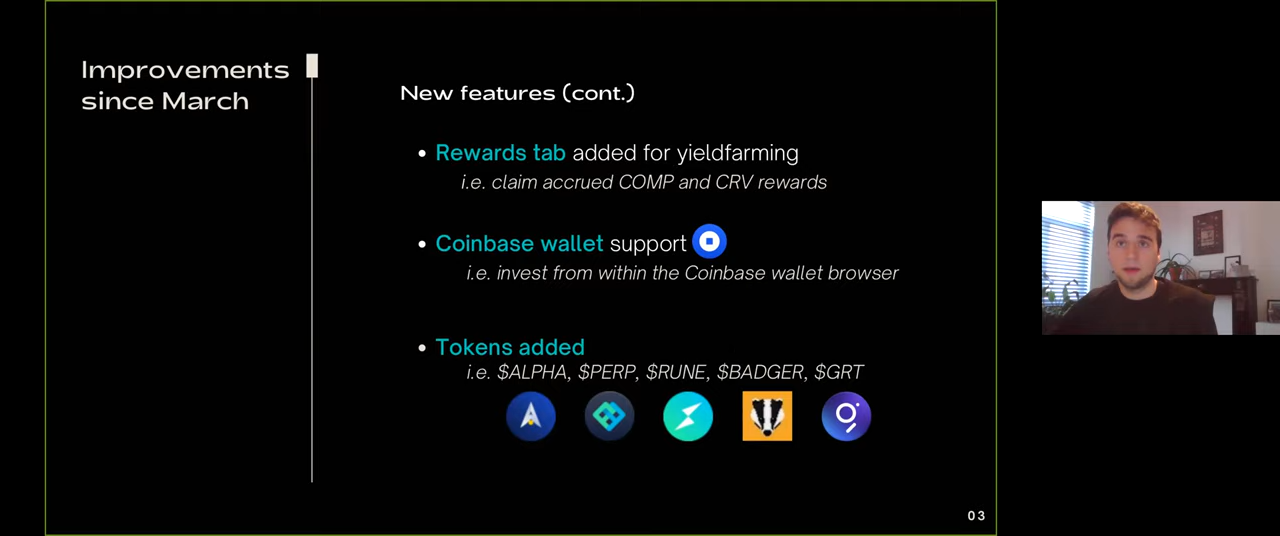 Improvements
since March
New features (cont.)
• Rewards tab added for yieldfarming
i.e. claim accrued COMP and CRV rewards
• Coinbase wallet support
i.e. invest from within the Coinbase wallet browser
• Tokens added
i.e. $ALPHA, $PERP, $RUNE, $BADGER, $GRT
03